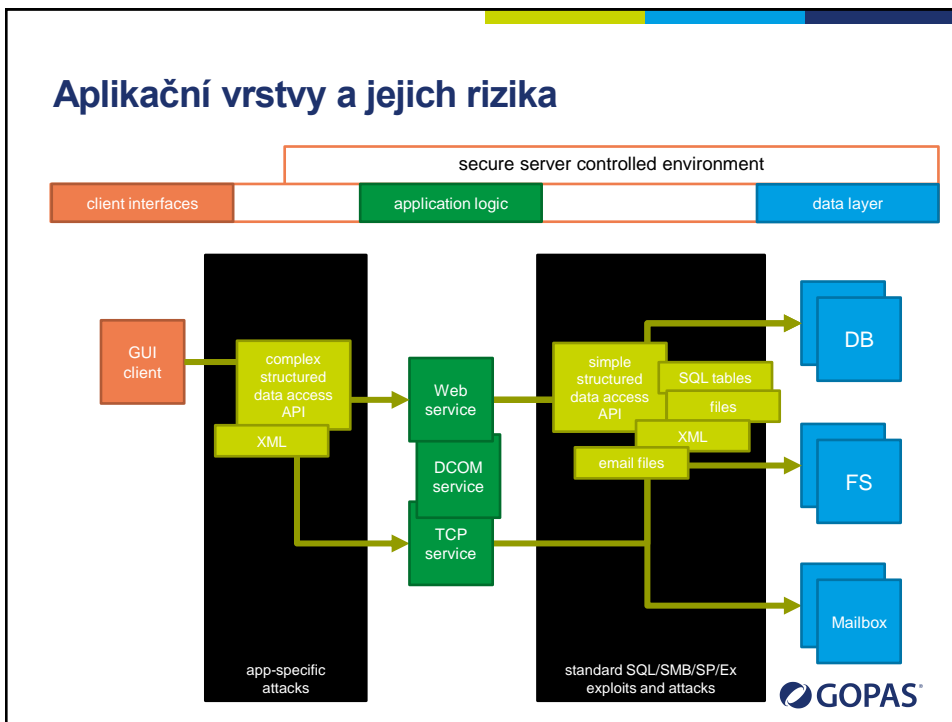 Aplikační vrstvy a jejich rizika
secure server controlled environment
client interfaces
application logic
data layer
GUI
client
complex
structured
data access
API
XML
Web
service
DCOM
service
TCP
service
simple
structured
data access
API
SQL tables
files
XML
email files
DB
FS
Mailbox
app-specific
attacks
standard SQL/SMB/SP/Ex
exploits and attacks
GOPAS